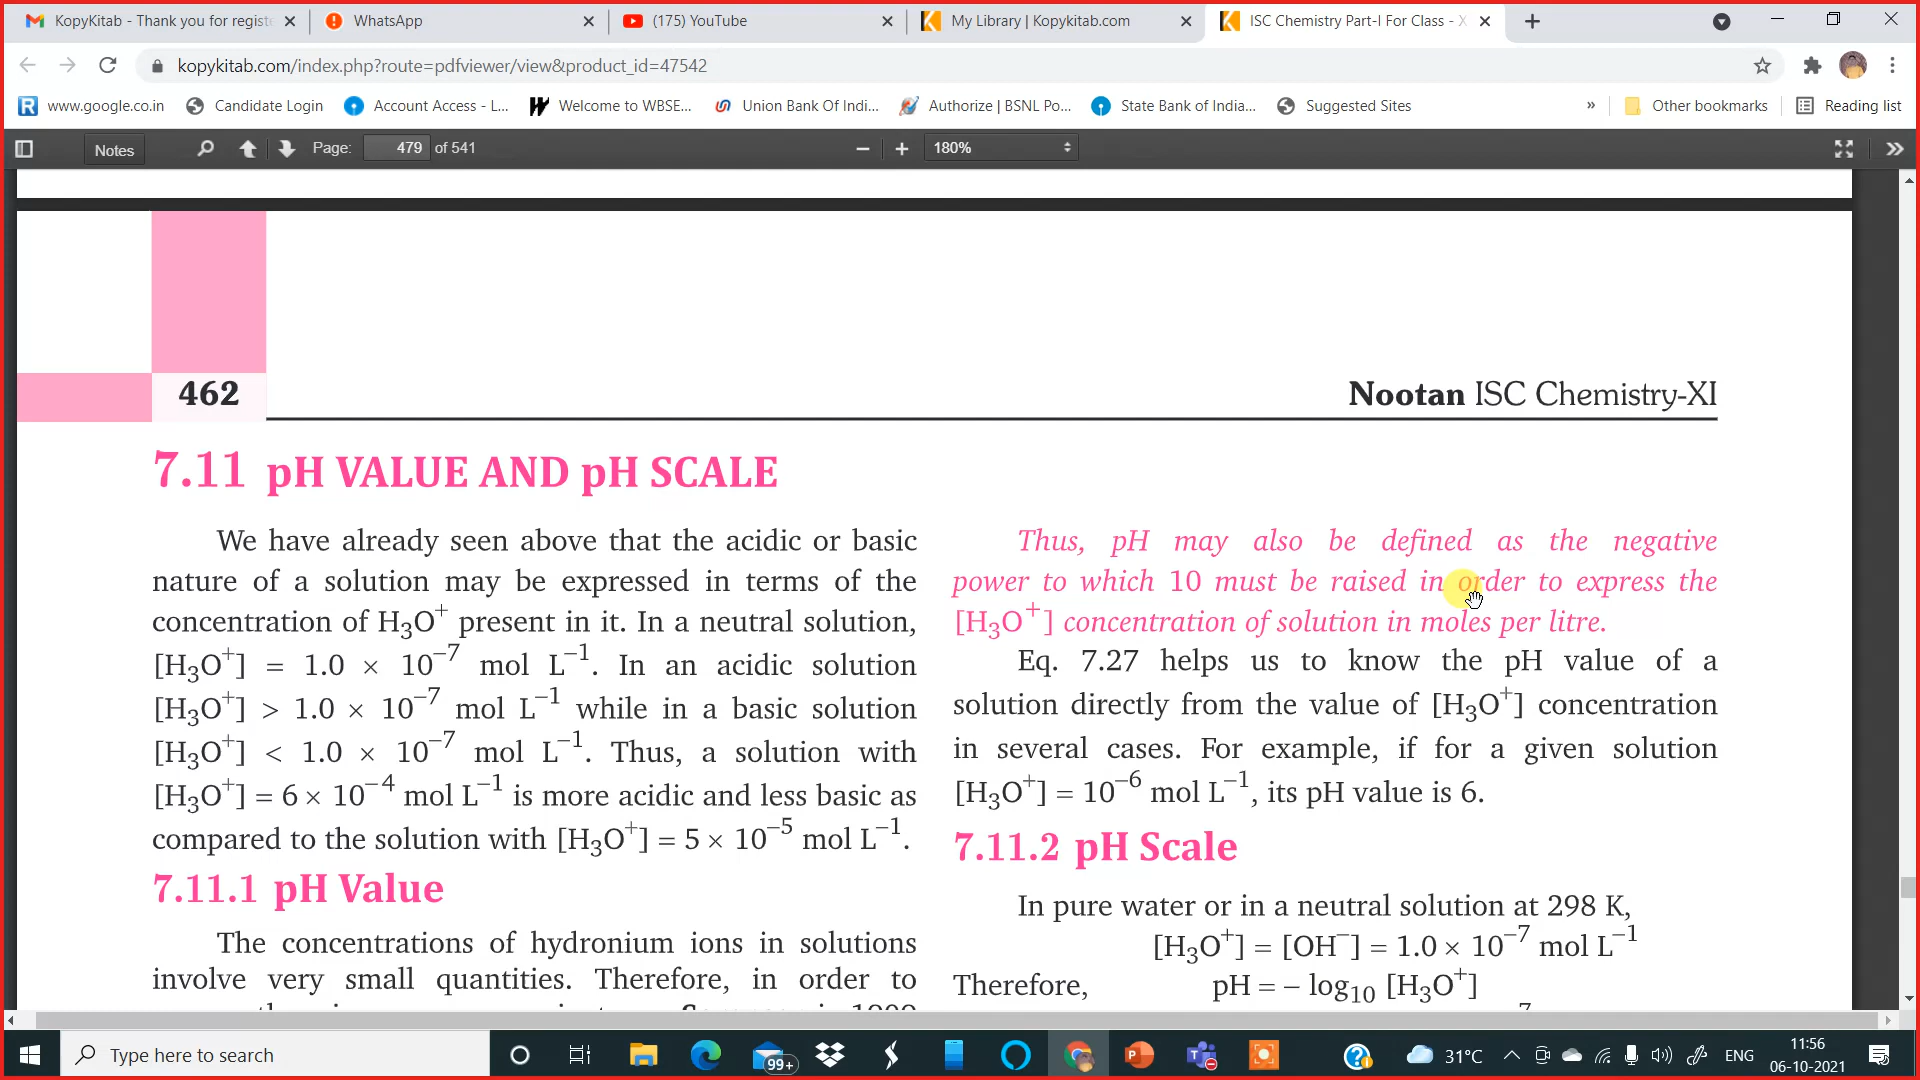 KopyKitab - Thank you for regist
WhatsApp
(175) YouTube
My Library | Kopykitab.com
ISC Chemistry Part-I For Class - X
kopykitab.com/index.php?route=pdfviewer/view&product_id=47542
www.google.co.in
Candidate Login
Account Access - L...
Welcome to WBSE...
Union Bank Of Indi...
Authorize | BSNL Po...
State Bank of India...
Suggested Sites
»
Other bookmarks
Reading list
Notes
Page: 479 of 541
180%
462
Nootan ISC Chemistry-XI
7.11 pH VALUE AND pH SCALE
We have already seen above that the acidic or basic
nature of a solution may be expressed in terms of the
concentration of H₃O⁺ present in it. In a neutral solution,
[H₃O⁺] = 1.0 × 10⁻⁷ mol L⁻¹. In an acidic solution
[H₃O⁺] > 1.0 × 10⁻⁷ mol L⁻¹ while in a basic solution
[H₃O⁺] < 1.0 × 10⁻⁷ mol L⁻¹. Thus, a solution with
[H₃O⁺] = 6 × 10⁻⁴ mol L⁻¹ is more acidic and less basic as
compared to the solution with [H₃O⁺] = 5 × 10⁻⁵ mol L⁻¹.
7.11.1 pH Value
The concentrations of hydronium ions in solutions
involve very small quantities. Therefore, in order to
Thus, pH may also be defined as the negative
power to which 10 must be raised in order to express the
[H₃O⁺] concentration of solution in moles per litre.
Eq. 7.27 helps us to know the pH value of a
solution directly from the value of [H₃O⁺] concentration
in several cases. For example, if for a given solution
[H₃O⁺] = 10⁻⁶ mol L⁻¹, its pH value is 6.
7.11.2 pH Scale
In pure water or in a neutral solution at 298 K,
[H₃O⁺] = [OH⁻] = 1.0 × 10⁻⁷ mol L⁻¹
Therefore, pH = − log₁₀ [H₃O⁺]
Type here to search
99+
31°C
ENG
11:56
06-10-2021